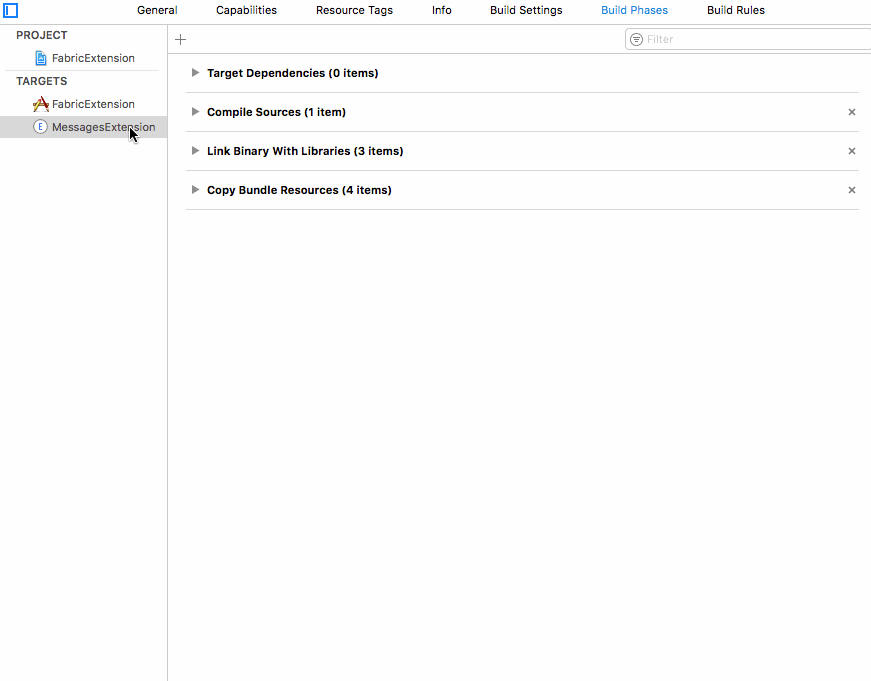 General Capabilities Resource Tags Info Build Settings Build Phases Build Rules
PROJECT
FabricExtension
TARGETS
FabricExtension
E MessagesExtension
Filter
Target Dependencies (0 items)
Compile Sources (1 item)
Link Binary With Libraries (3 items)
Copy Bundle Resources (4 items)